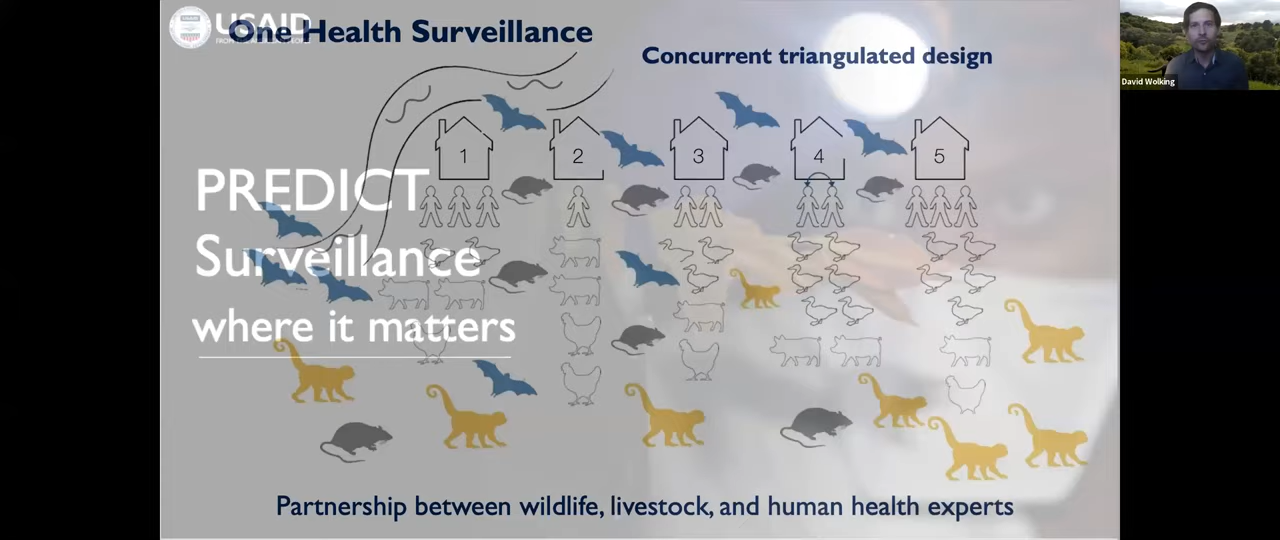 USAID
One Health Surveillance
Concurrent triangulated design
David Wolking
1
2
3
4
5
PREDICT
Surveillance
where it matters
Partnership between wildlife, livestock, and human health experts